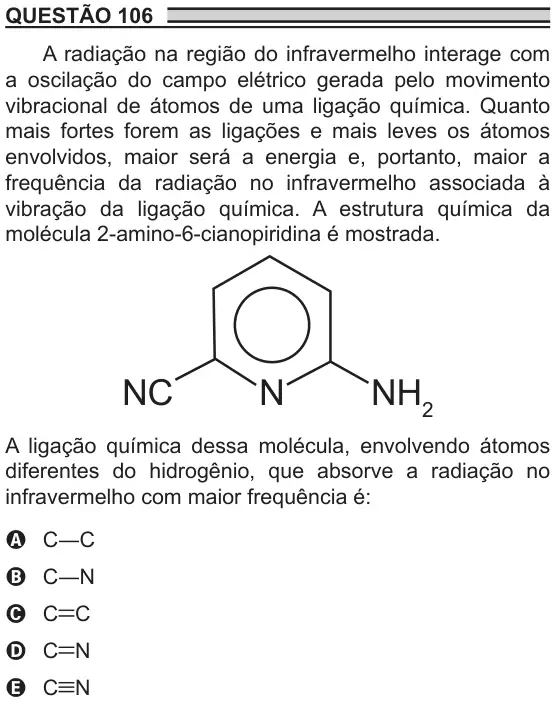 QUESTÃO 106
A radiação na região do infravermelho interage com
a oscilação do campo elétrico gerada pelo movimento
vibracional de átomos de uma ligação química. Quanto
mais fortes forem as ligações e mais leves os átomos
envolvidos, maior será a energia e, portanto, maior a
frequência da radiação no infravermelho associada à
vibração da ligação química. A estrutura química da
molécula 2-amino-6-cianopiridina é mostrada.
NC N NH₂
A ligação química dessa molécula, envolvendo átomos
diferentes do hidrogênio, que absorve a radiação no
infravermelho com maior frequência é:
A C—C
B C—N
C C=C
D C=N
E C≡N